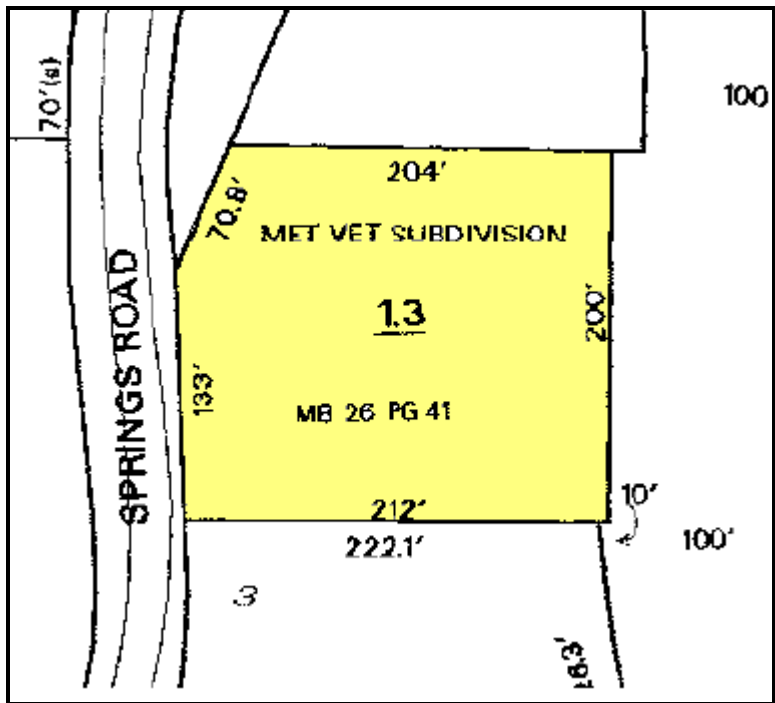 70'(s)
100
204'
70.8'
MET VET SUBDIVISION
1.3
200'
SPRINGS ROAD
133'
MB 26 PG 41
212'
10'
222.1'
100'
3